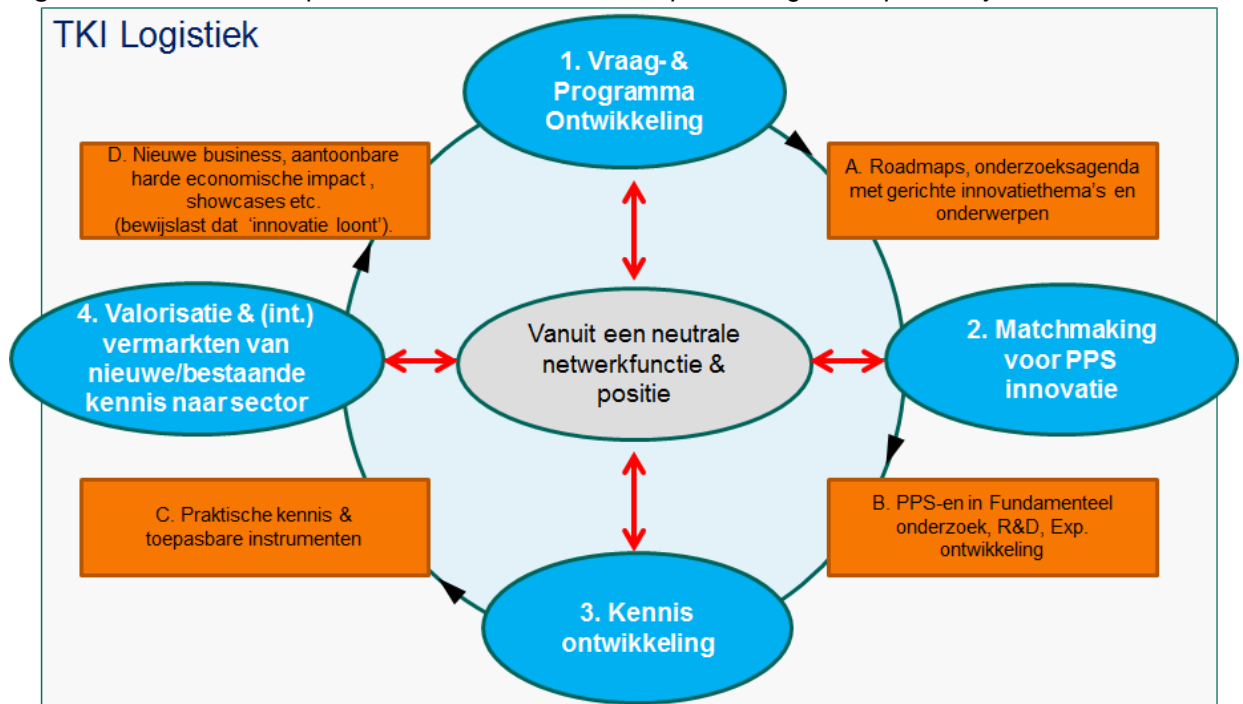 TKI Logistiek
1. Vraag- &
Programma
Ontwikkeling
D. Nieuwe business, aantoonbare
harde economische impact ,
showcases etc.
(bewijslast dat ‘innovatie loont’).
A. Roadmaps, onderzoeksagenda
met gerichte innovatiethema’s en
onderwerpen
4. Valorisatie & (int.)
vermarkten van
nieuwe/bestaande
kennis naar sector
Vanuit een neutrale
netwerkfunctie &
positie
2. Matchmaking
voor PPS
innovatie
C. Praktische kennis &
toepasbare instrumenten
B. PPS-en in Fundamenteel
onderzoek, R&D, Exp.
ontwikkeling
3. Kennis
ontwikkeling